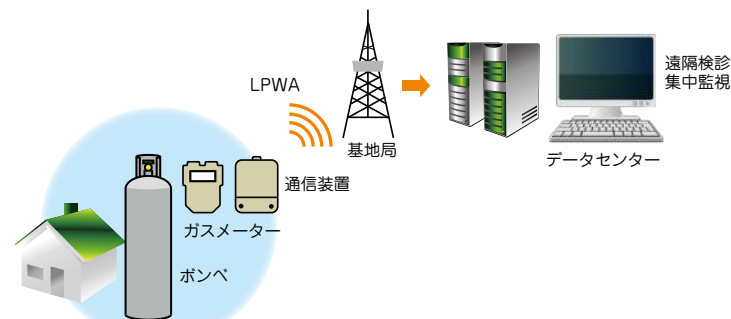 LPWA
基地局
遠隔検診
集中監視
データセンター
通信装置
ガスメーター
ボンベ